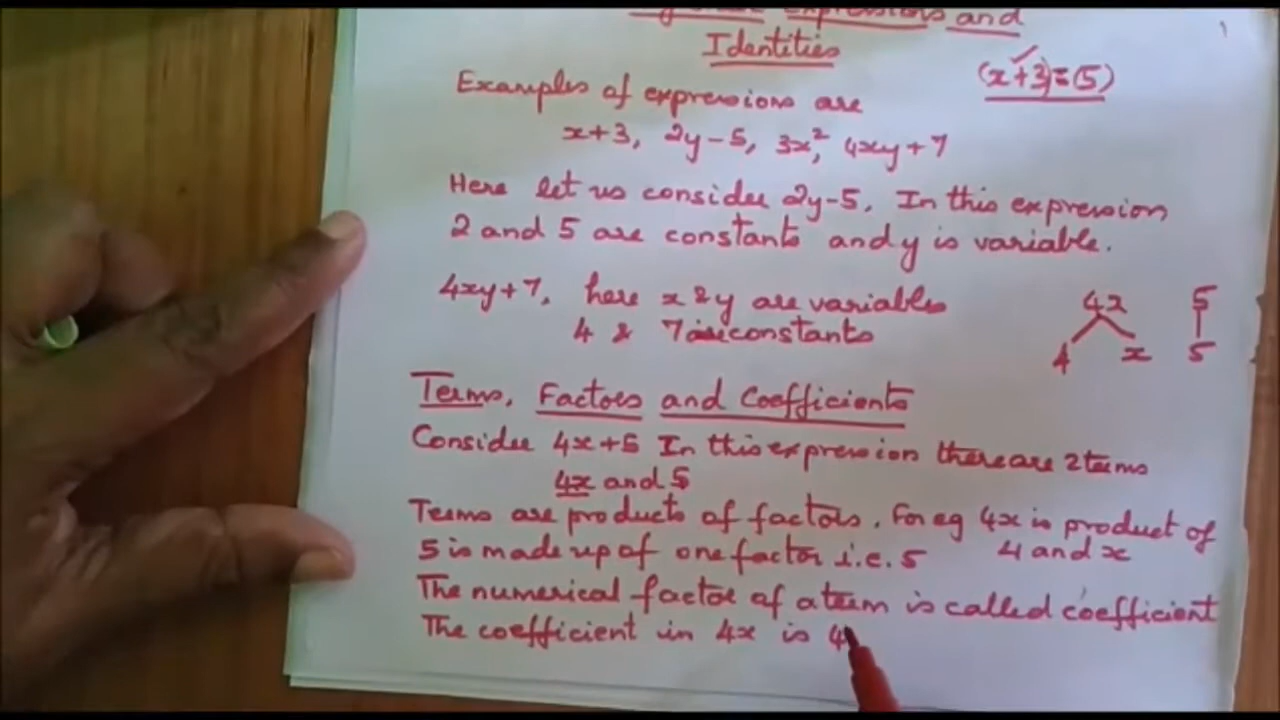 Expressions and
Identities
(x+3)=(5)
Examples of expressions are
x+3, 2y-5, 3x², 4xy+7
Here let us consider 2y-5. In this expression
2 and 5 are constants and y is variable.
4xy+7, here x & y are variables
4 & 7 are constants
4x 5
4 x 5
Terms, Factors and Coefficients
Consider 4x+5 In this expression there are 2 terms
4x and 5
Terms are products of factors. For eg 4x is product of
4 and x
5 is made up of one factor i.e. 5
The numerical factor of a term is called coefficient
The coefficient in 4x is 4